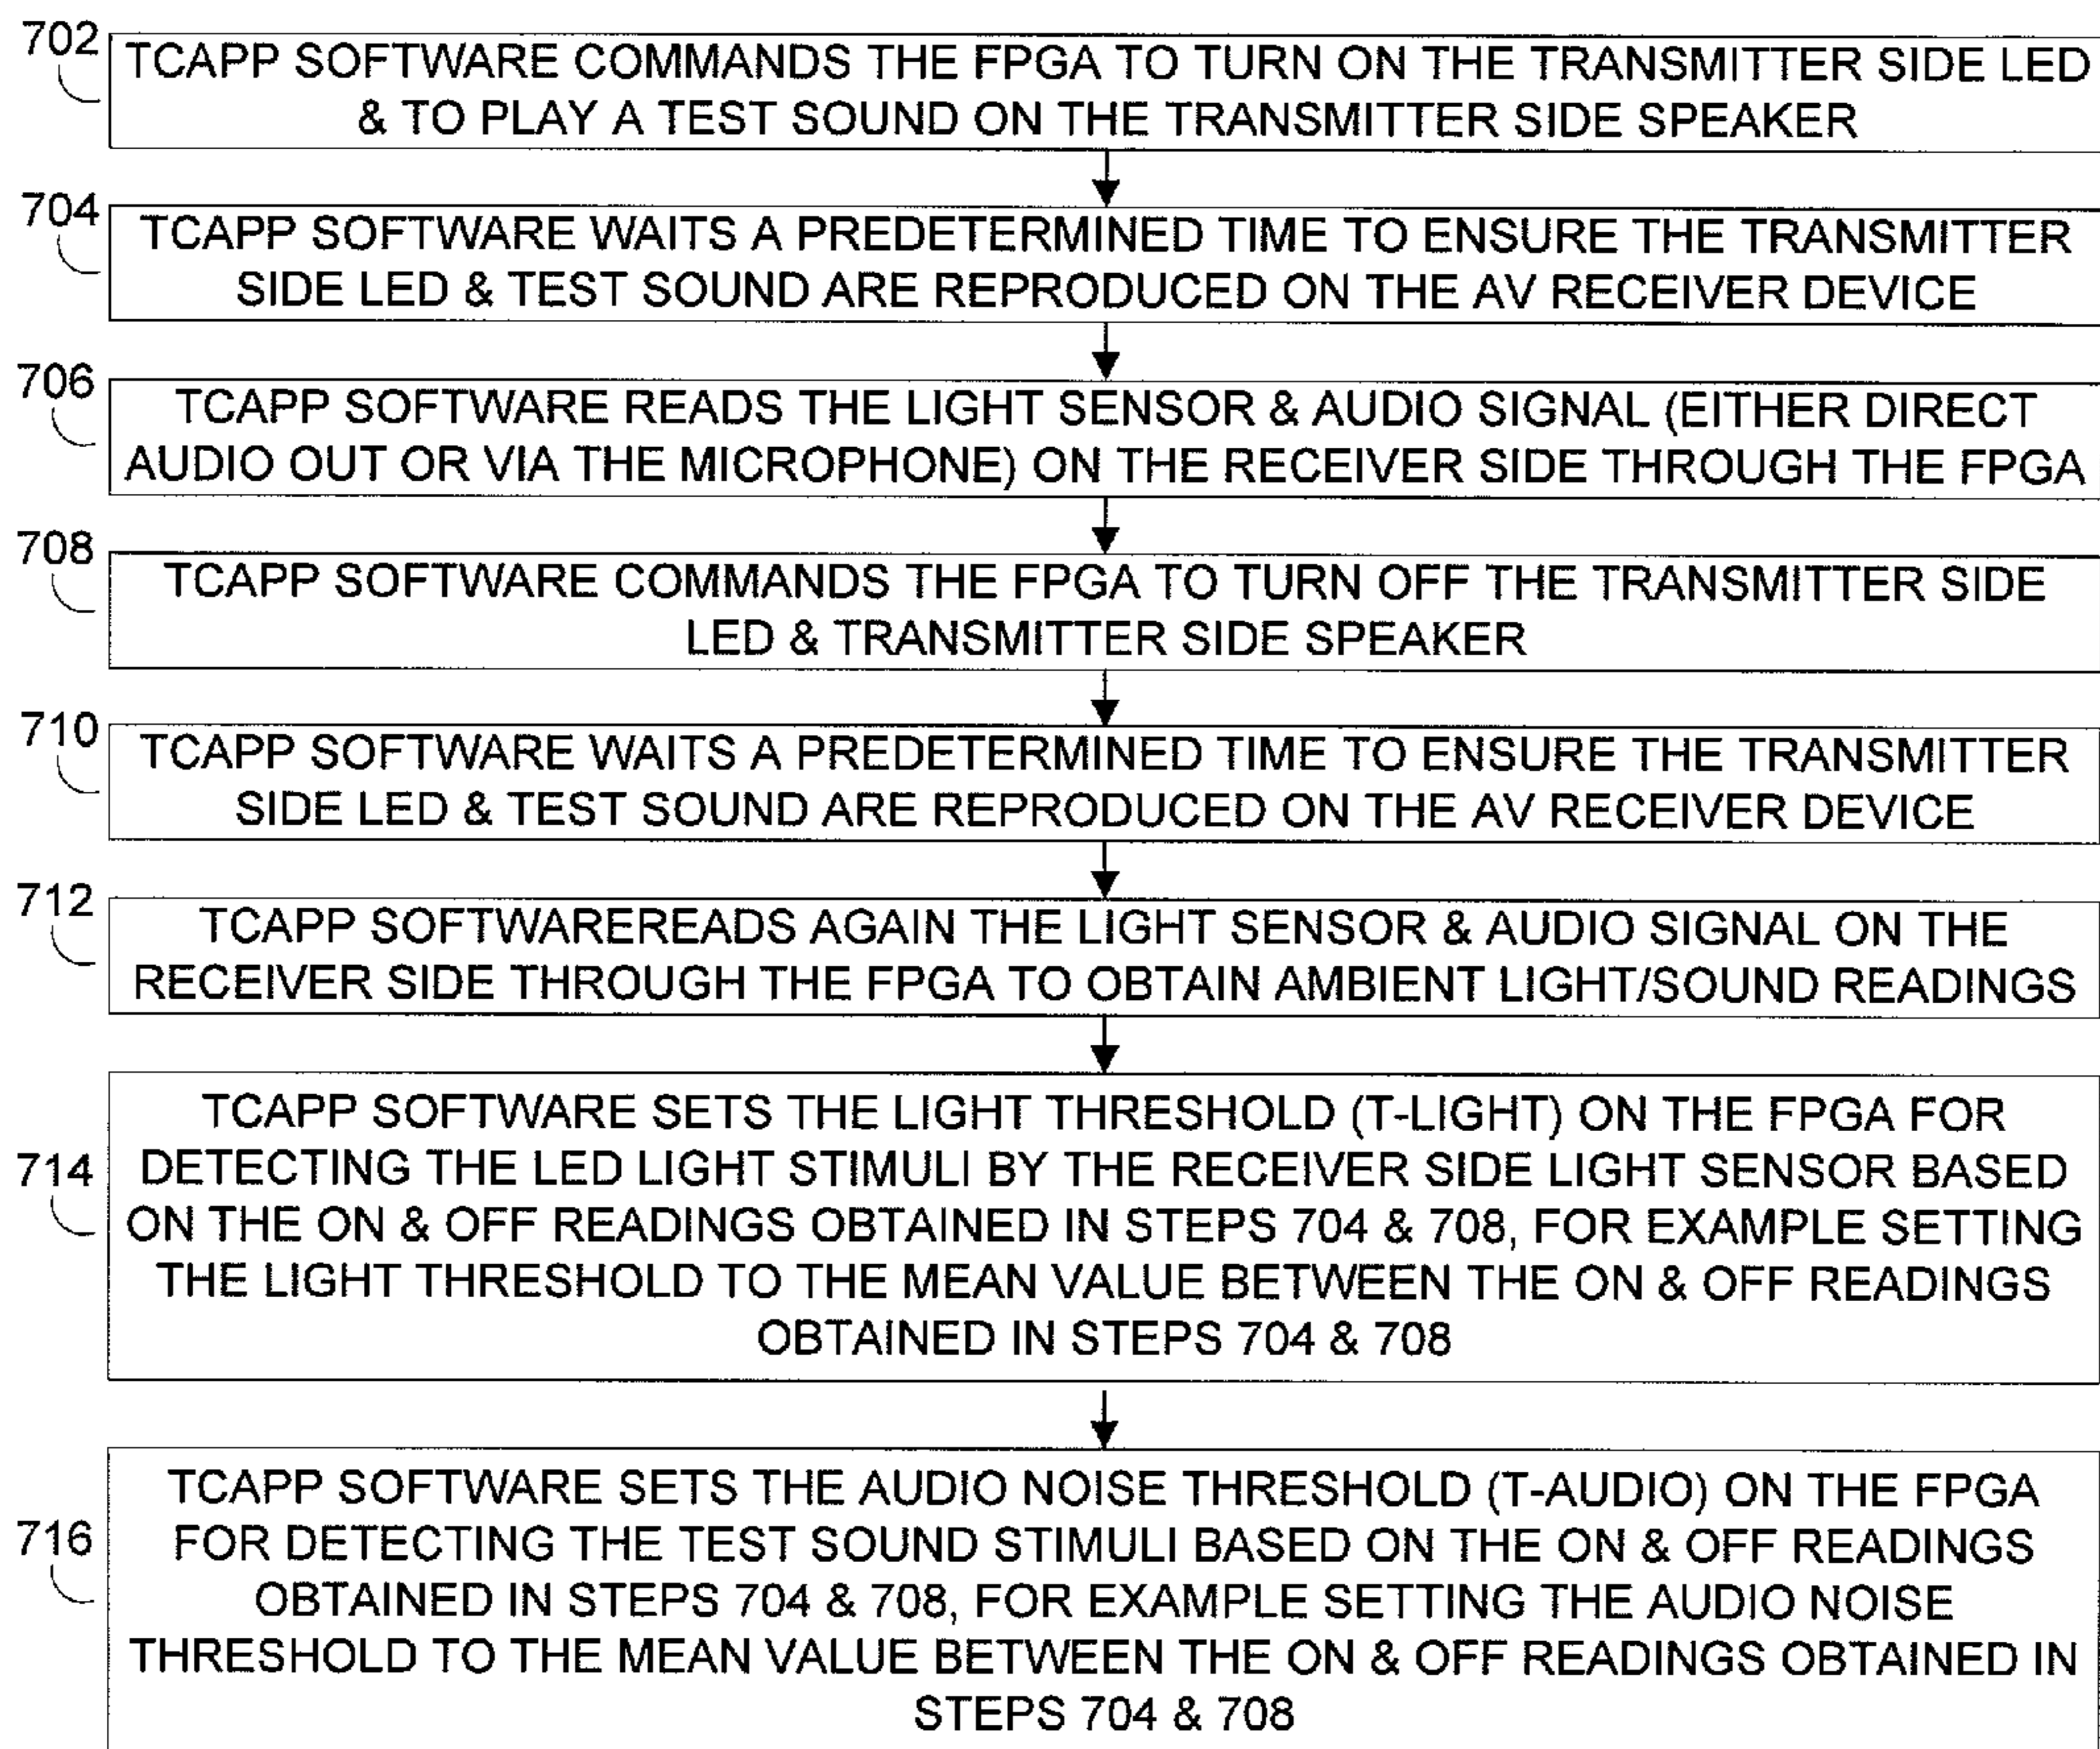 702
TCAPP SOFTWARE COMMANDS THE FPGA TO TURN ON THE TRANSMITTER SIDE LED
& TO PLAY A TEST SOUND ON THE TRANSMITTER SIDE SPEAKER
704
TCAPP SOFTWARE WAITS A PREDETERMINED TIME TO ENSURE THE TRANSMITTER
SIDE LED & TEST SOUND ARE REPRODUCED ON THE AV RECEIVER DEVICE
706
TCAPP SOFTWARE READS THE LIGHT SENSOR & AUDIO SIGNAL (EITHER DIRECT
AUDIO OUT OR VIA THE MICROPHONE) ON THE RECEIVER SIDE THROUGH THE FPGA
708
TCAPP SOFTWARE COMMANDS THE FPGA TO TURN OFF THE TRANSMITTER SIDE
LED & TRANSMITTER SIDE SPEAKER
710
TCAPP SOFTWARE WAITS A PREDETERMINED TIME TO ENSURE THE TRANSMITTER
SIDE LED & TEST SOUND ARE REPRODUCED ON THE AV RECEIVER DEVICE
712
TCAPP SOFTWAREREADS AGAIN THE LIGHT SENSOR & AUDIO SIGNAL ON THE
RECEIVER SIDE THROUGH THE FPGA TO OBTAIN AMBIENT LIGHT/SOUND READINGS
714
TCAPP SOFTWARE SETS THE LIGHT THRESHOLD (T-LIGHT) ON THE FPGA FOR
DETECTING THE LED LIGHT STIMULI BY THE RECEIVER SIDE LIGHT SENSOR BASED
ON THE ON & OFF READINGS OBTAINED IN STEPS 704 & 708, FOR EXAMPLE SETTING
THE LIGHT THRESHOLD TO THE MEAN VALUE BETWEEN THE ON & OFF READINGS
OBTAINED IN STEPS 704 & 708
716
TCAPP SOFTWARE SETS THE AUDIO NOISE THRESHOLD (T-AUDIO) ON THE FPGA
FOR DETECTING THE TEST SOUND STIMULI BASED ON THE ON & OFF READINGS
OBTAINED IN STEPS 704 & 708, FOR EXAMPLE SETTING THE AUDIO NOISE
THRESHOLD TO THE MEAN VALUE BETWEEN THE ON & OFF READINGS OBTAINED IN
STEPS 704 & 708